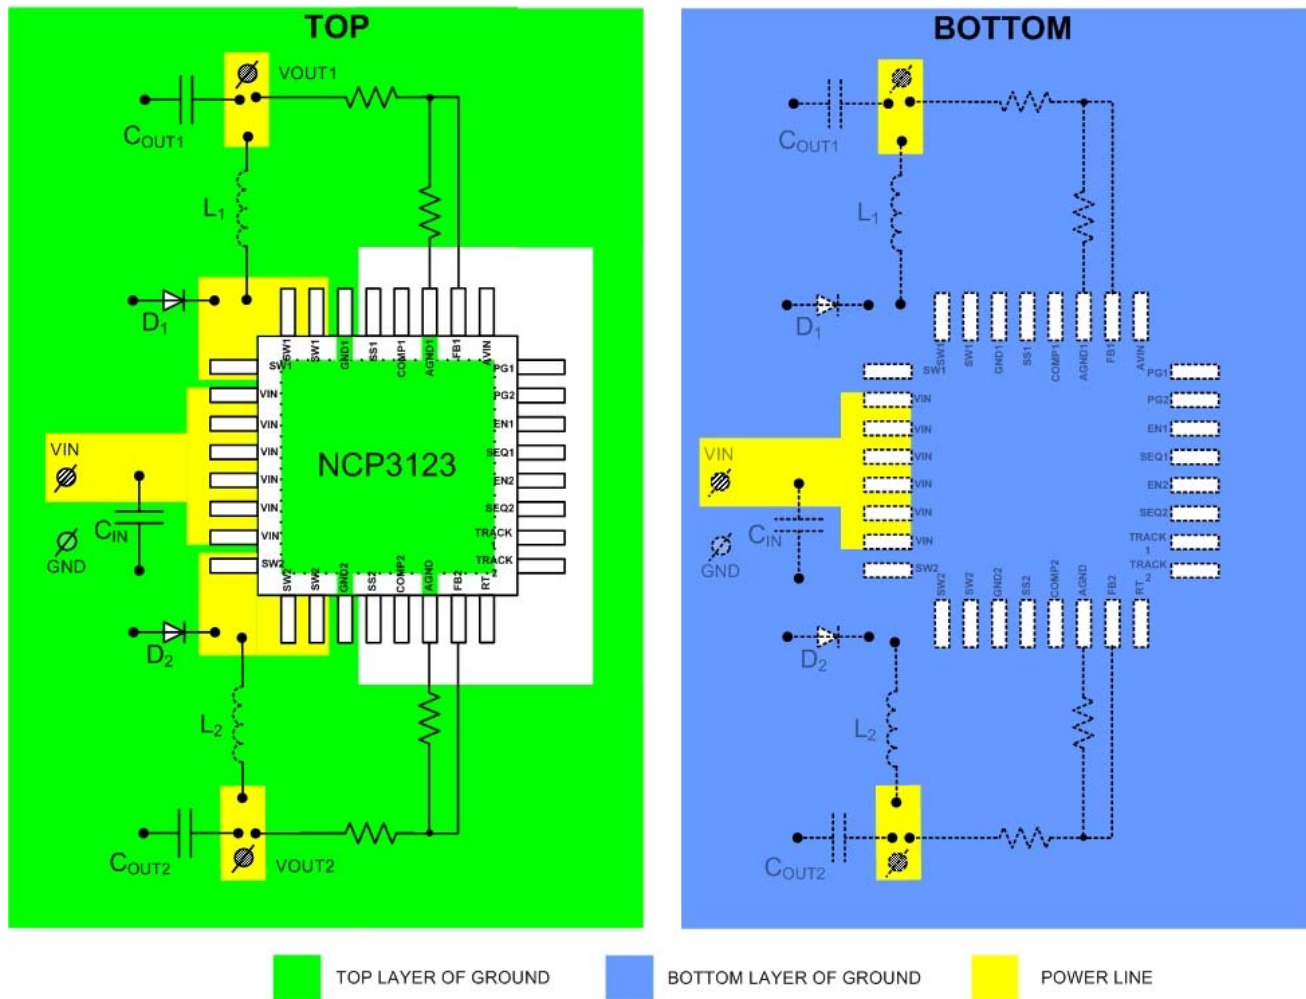 TOP
VOUT1
COUT1
L1
D1
SW1
SW1
GND1
SS1
COMP1
AGND1
FB1
AVIN
SW1
VIN
VIN
VIN
VIN
VIN
VIN
SW2
PG1
PG2
EN1
SEQ1
EN2
SEQ2
TRACK 1
TRACK 2
NCP3123
VIN
CIN
GND
SW2
SW2
GND2
SS2
COMP2
AGND
FB2
RT
D2
L2
COUT2
VOUT2
BOTTOM
COUT1
L1
D1
SW1
SW1
GND1
SS1
COMP1
AGND1
FB1
AVIN
SW1
VIN
VIN
VIN
VIN
VIN
VIN
SW2
PG1
PG2
EN1
SEQ1
EN2
SEQ2
TRACK 1
TRACK 2
VIN
CIN
GND
SW2
SW2
GND2
SS2
COMP2
AGND
FB2
RT
D2
L2
COUT2
TOP LAYER OF GROUND
BOTTOM LAYER OF GROUND
POWER LINE